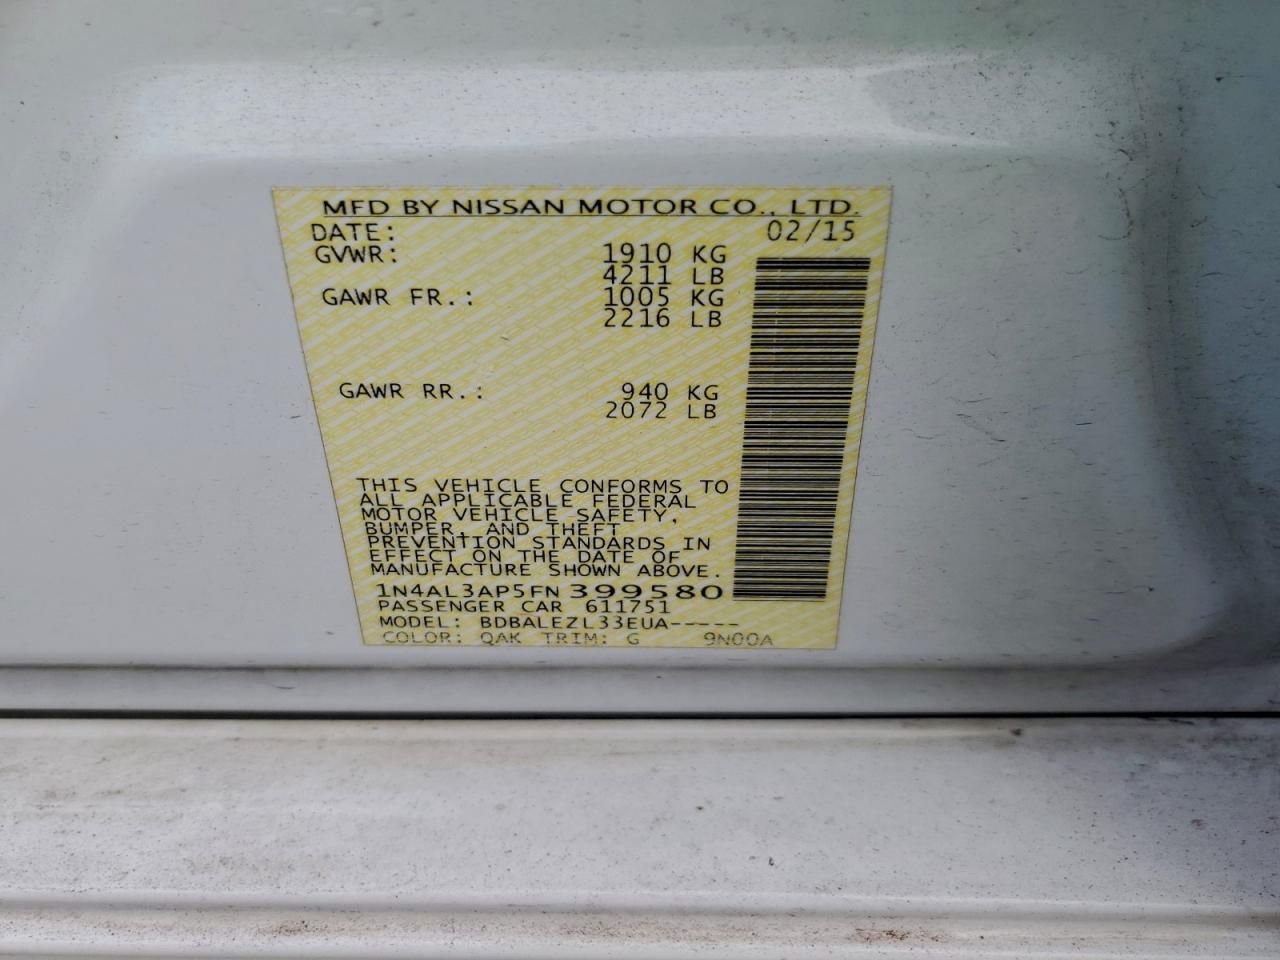 MFD BY NISSAN MOTOR CO., LTD.
DATE: 02/15
GVWR: 1910 KG
4211 LB
GAWR FR.: 1005 KG
2216 LB
GAWR RR.: 940 KG
2072 LB
THIS VEHICLE CONFORMS TO
ALL APPLICABLE FEDERAL
MOTOR VEHICLE SAFETY,
BUMPER, AND THEFT
PREVENTION STANDARDS IN
EFFECT ON THE DATE OF
MANUFACTURE SHOWN ABOVE.
1N4AL3AP5FN 399580
PASSENGER CAR 611751
MODEL: BDBALEZL33EUA-----
COLOR: QAK TRIM: G 9N00A